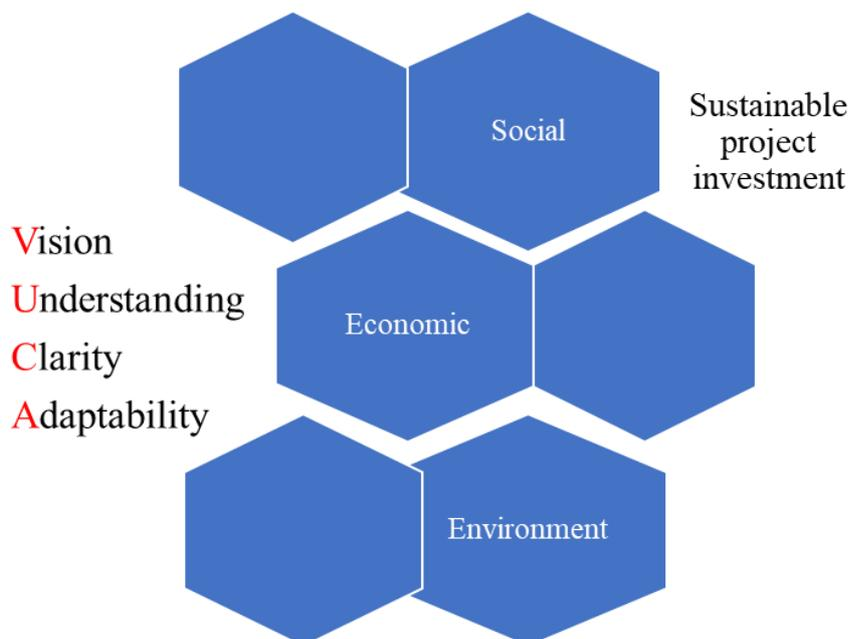 Social
Sustainable
project
investment
Vision
Understanding
Clarity
Adaptability
Economic
Environment